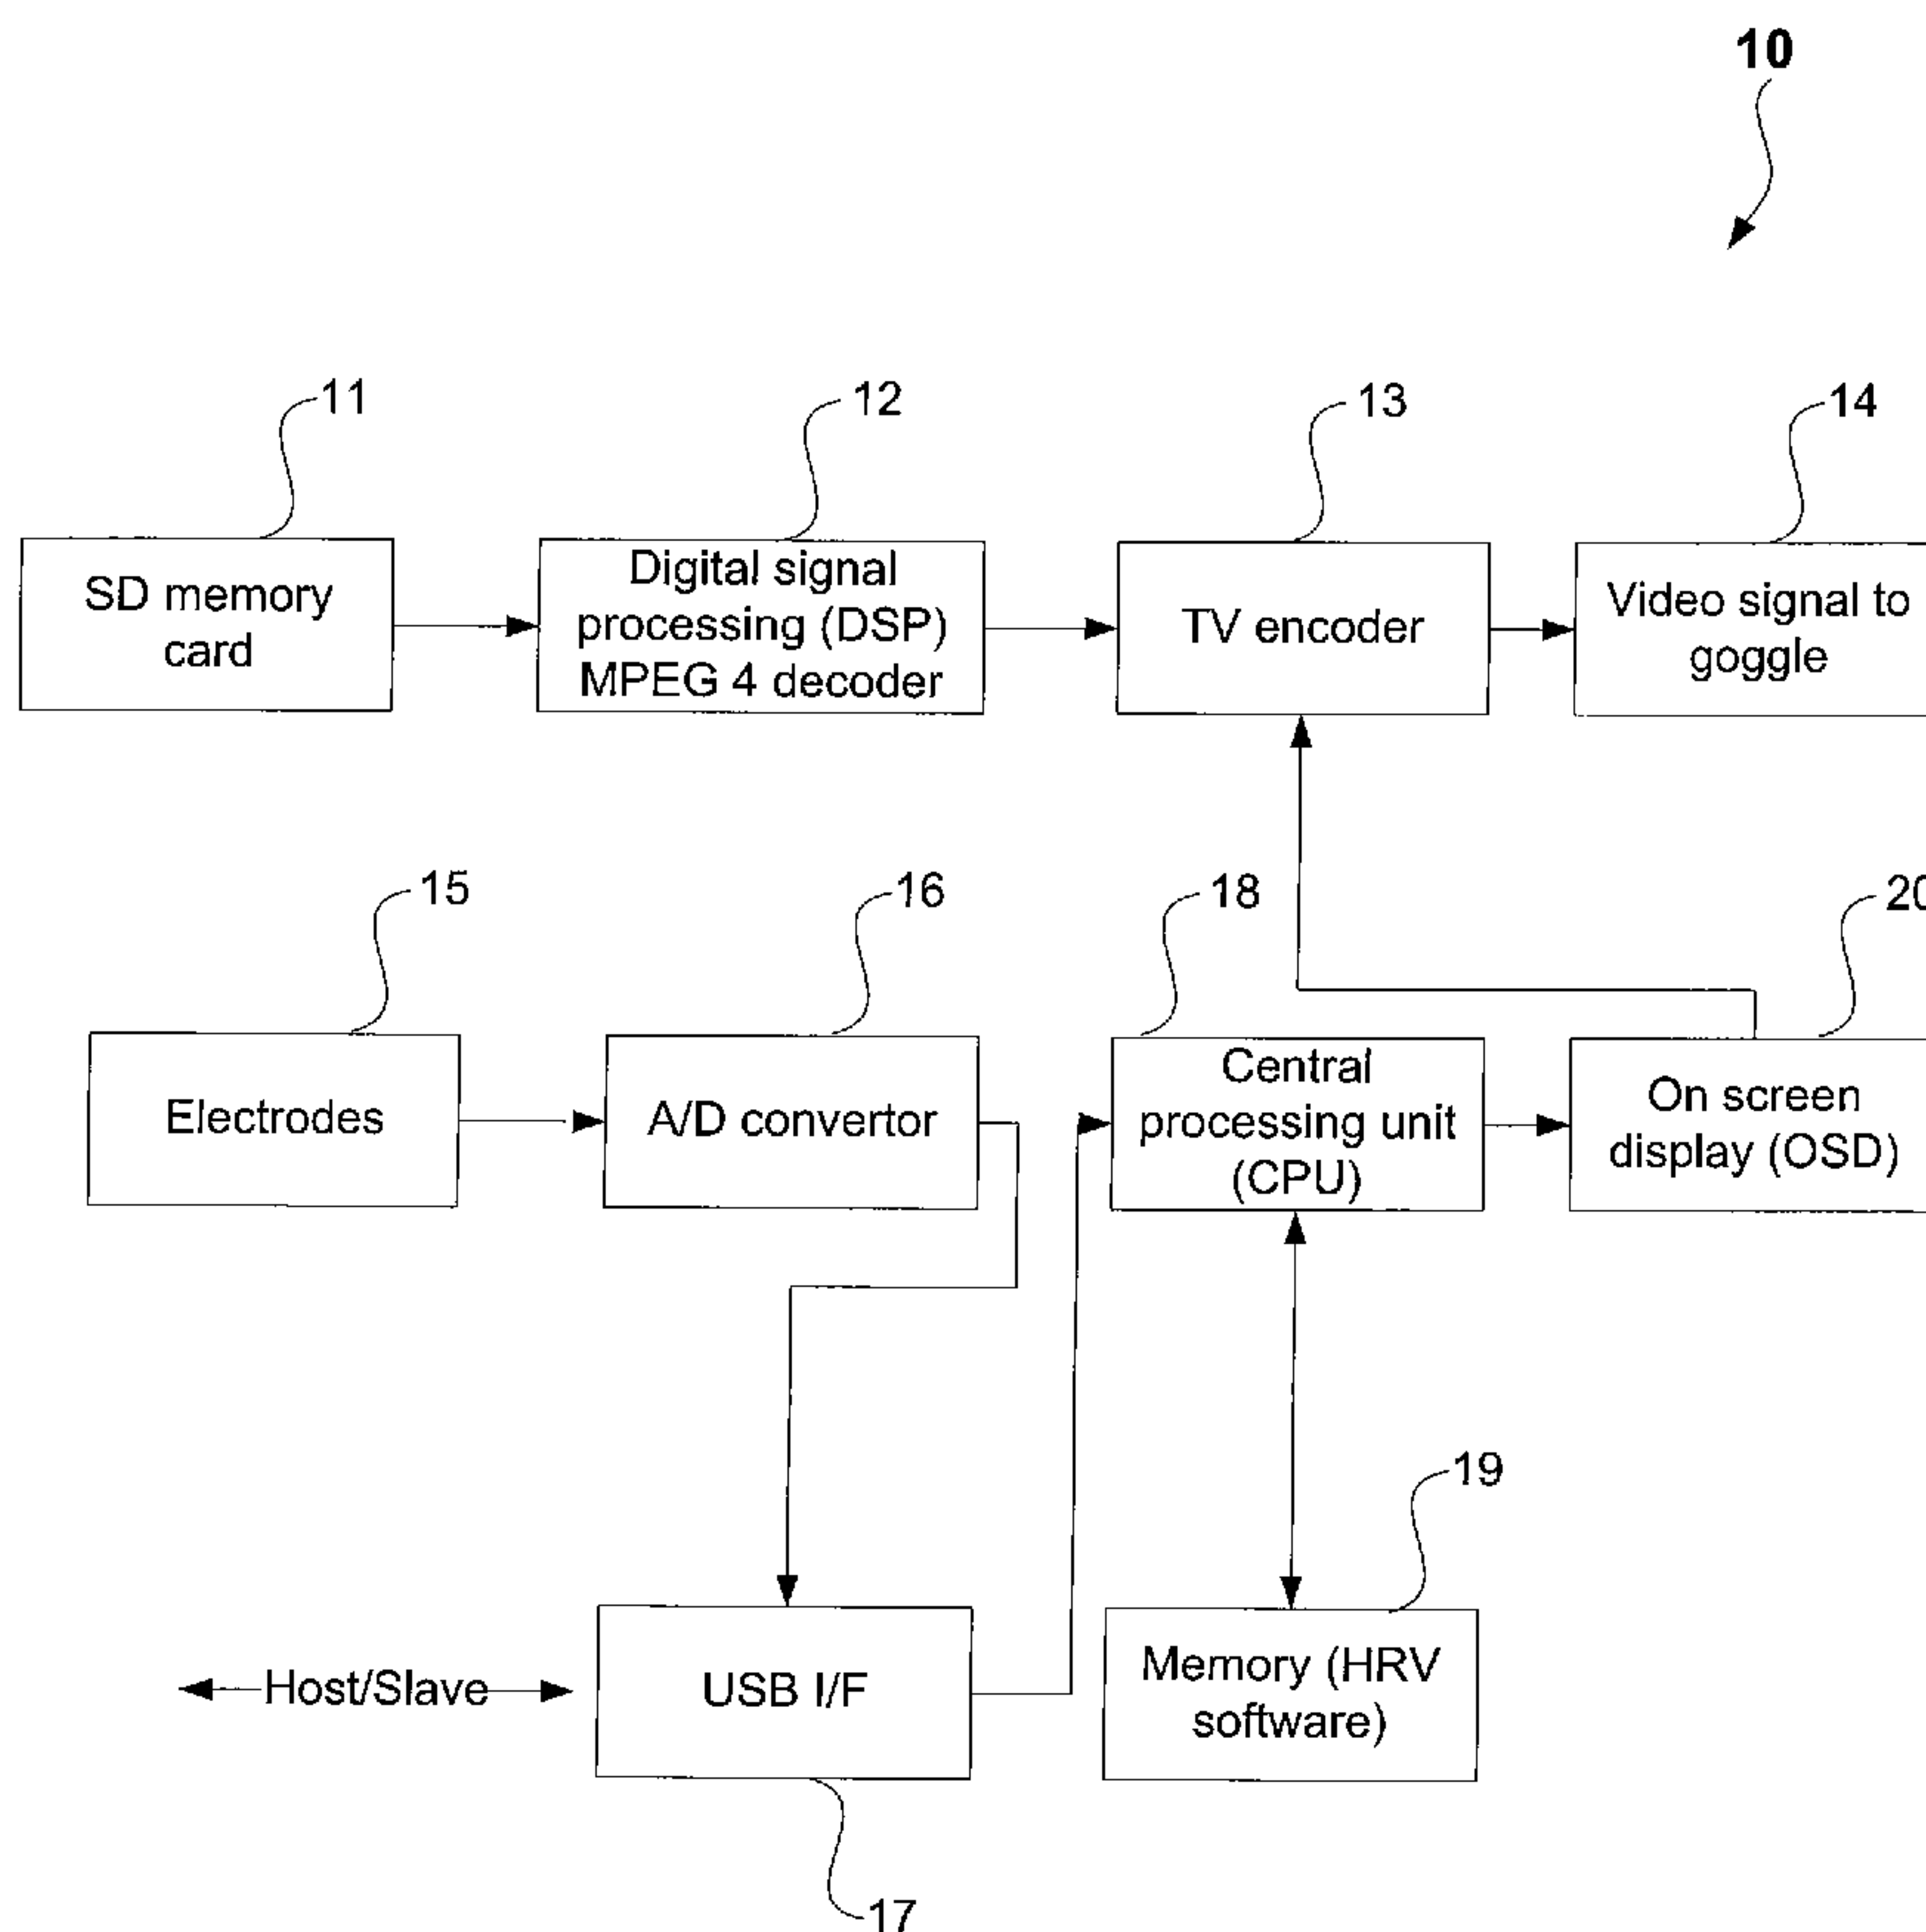 10
11
12
13
14
SD memory
card
Digital signal
processing (DSP)
MPEG 4 decoder
TV encoder
Video signal to
goggle
15
16
18
20
Electrodes
A/D convertor
Central
processing unit
(CPU)
On screen
display (OSD)
19
Host/Slave
USB I/F
Memory (HRV
software)
17